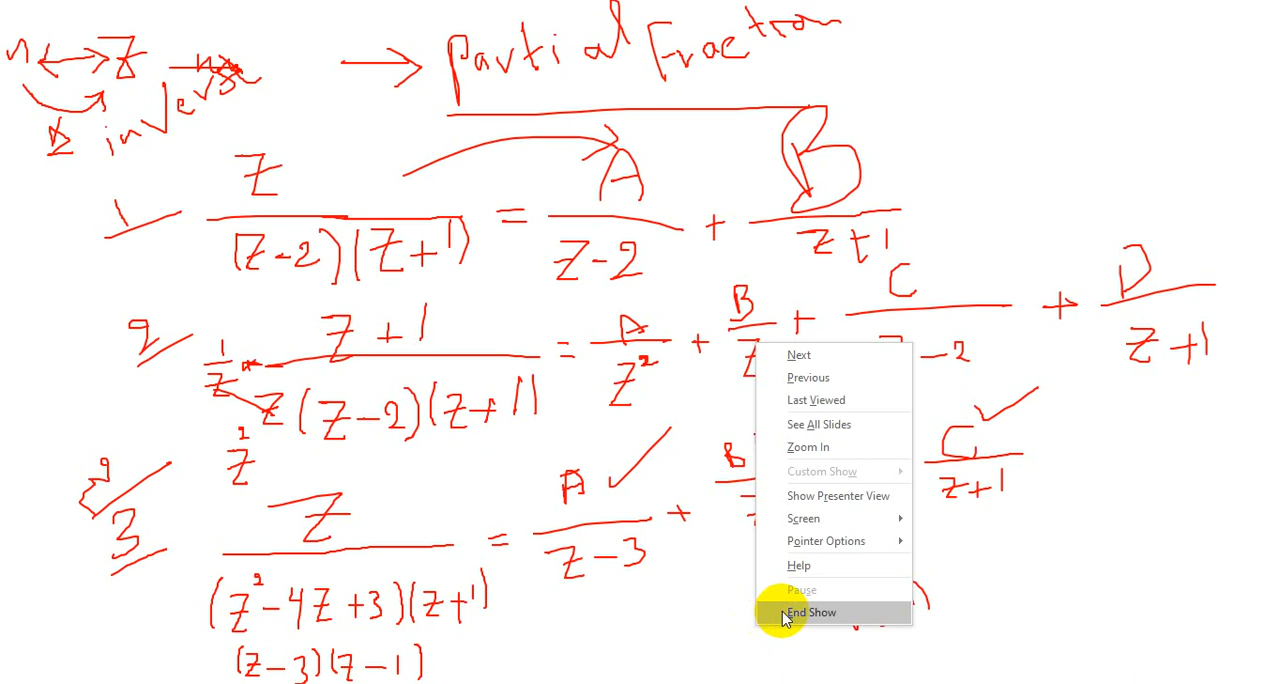 n ↔ Z → Partial Fraction
Z inverse
1 Z / (Z-2)(Z+1) = A / Z-2 + B / Z+1
2 1/Z * Z+1 / Z(Z-2)(Z+1) = A / Z² + B / Z + C / -2 + D / Z+1
Z²
3 Z / (Z²-4Z+3)(Z+1) = A / Z-3 + B + C / Z+1
(Z-3)(Z-1)
Next
Previous
Last Viewed
See All Slides
Zoom In
Custom Show
Show Presenter View
Screen
Pointer Options
Help
Pause
End Show